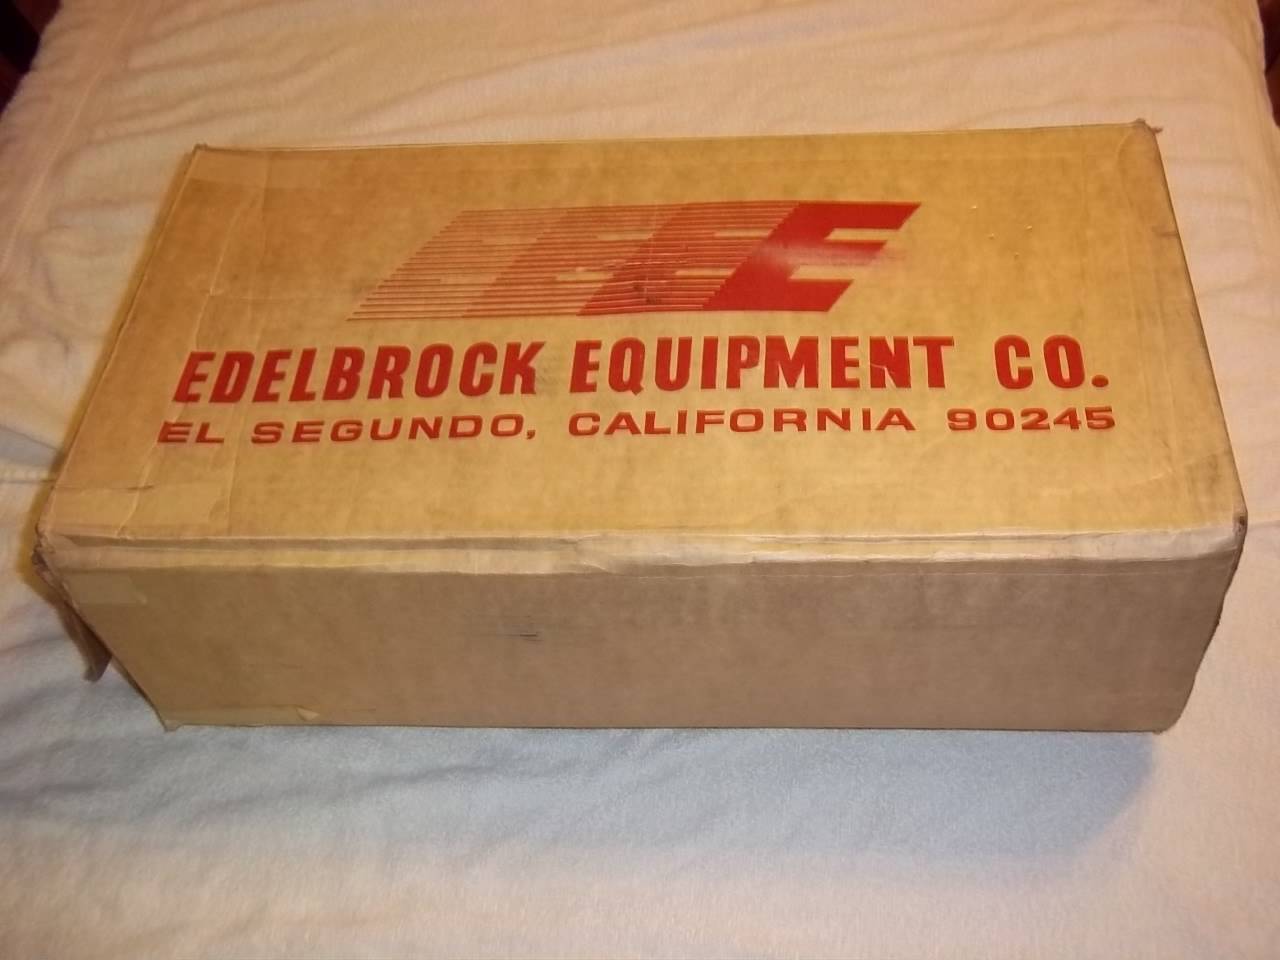 EDELBROCK EQUIPMENT CO.
EL SEGUNDO, CALIFORNIA 90245